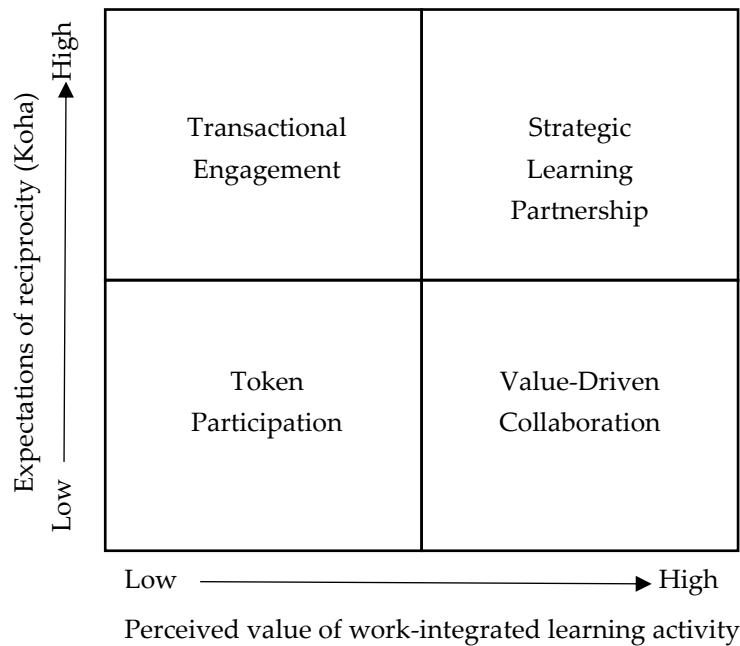 High
Expectations of reciprocity (Koha)
Low
Transactional
Engagement
Strategic
Learning
Partnership
Token
Participation
Value-Driven
Collaboration
Low
High
Perceived value of work-integrated learning activity